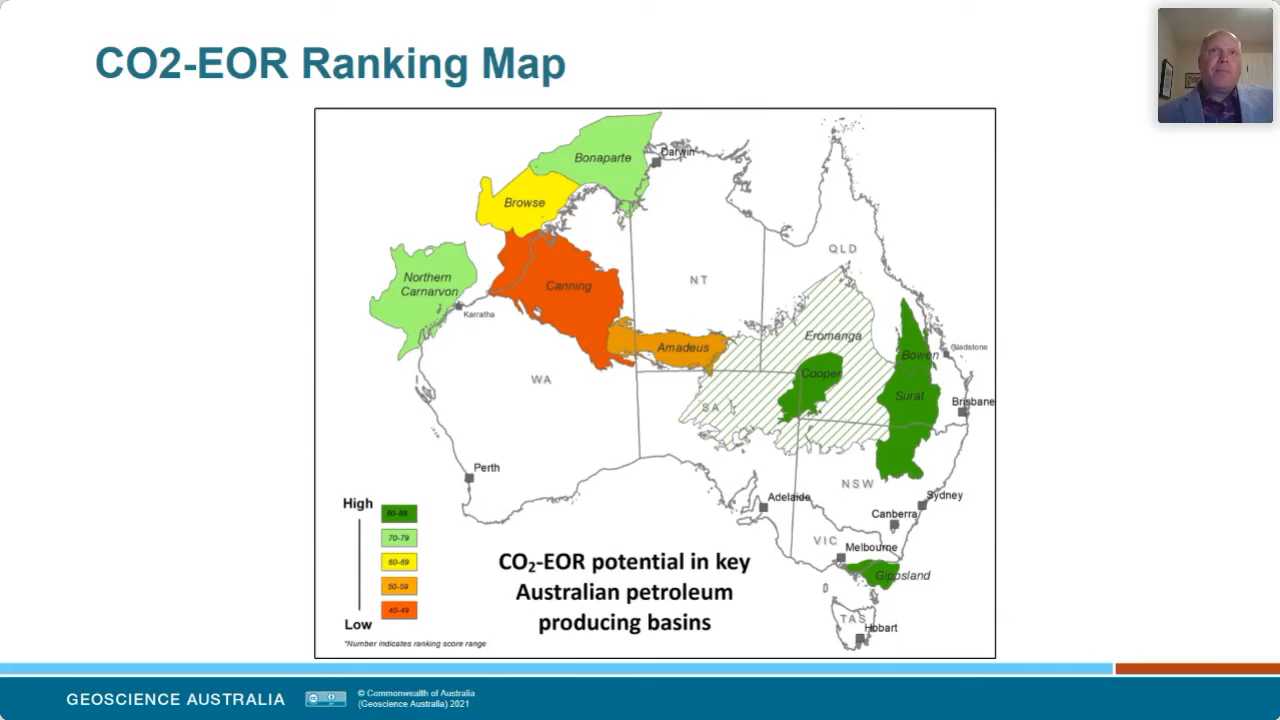 CO2-EOR Ranking Map
Bonaparte
Darwin
Browse
Northern
Carnarvon
Canning
Karratha
NT
QLD
Eromanga
Amadeus
Cooper
Bowen
Gladstone
Surat
WA
SA
Brisbane
Perth
NSW
Adelaide
Sydney
Canberra
VIC
Melbourne
Gippsland
TAS
Hobart
High
70-79
60-69
50-59
40-49
Low
*Number indicates ranking score range
CO₂-EOR potential in key
Australian petroleum
producing basins
GEOSCIENCE AUSTRALIA
© Commonwealth of Australia
(Geoscience Australia) 2021